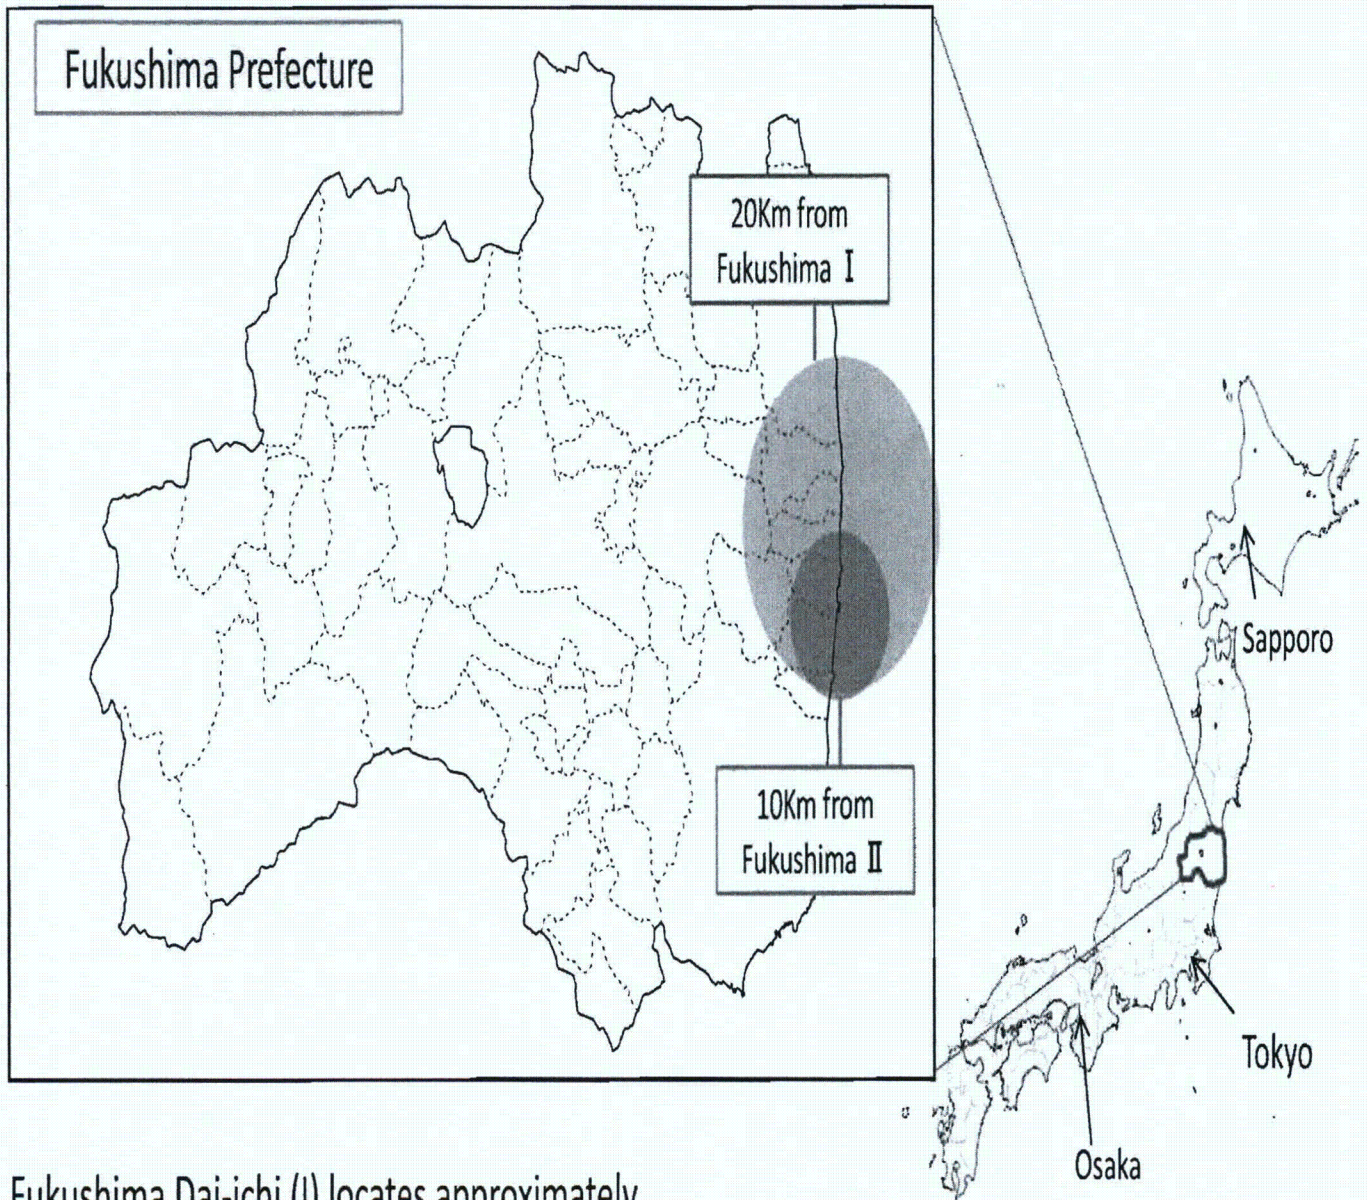 Fukushima Prefecture
20Km from
Fukushima Ⅰ
10Km from
Fukushima Ⅱ
Sapporo
Tokyo
Osaka
Fukushima Dai-ichi (I) locates approximately